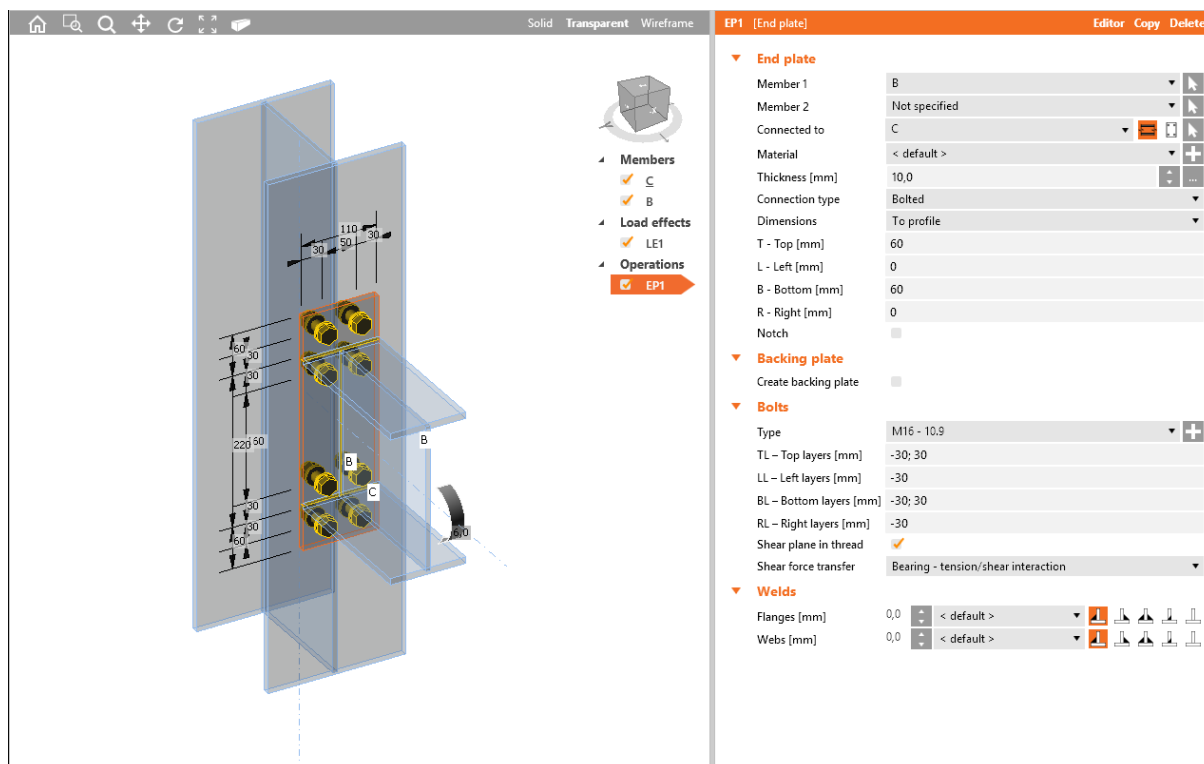 Solid Transparent Wireframe
EP1 [End plate] Editor Copy Delete
End plate
Member 1 B
Member 2 Not specified
Connected to C
Material < default >
Thickness [mm] 10,0
Connection type Bolted
Dimensions To profile
T - Top [mm] 60
L - Left [mm] 0
B - Bottom [mm] 60
R - Right [mm] 0
Notch
Backing plate
Create backing plate
Bolts
Type M16 - 10.9
TL – Top layers [mm] -30; 30
LL – Left layers [mm] -30
BL – Bottom layers [mm] -30; 30
RL – Right layers [mm] -30
Shear plane in thread
Shear force transfer Bearing - tension/shear interaction
Welds
Flanges [mm] 0,0 < default >
Webs [mm] 0,0 < default >
Members
C
B
Load effects
LE1
Operations
EP1
110
30 50 30
60 30
30
220
30
30
60
B
B
C
6,0